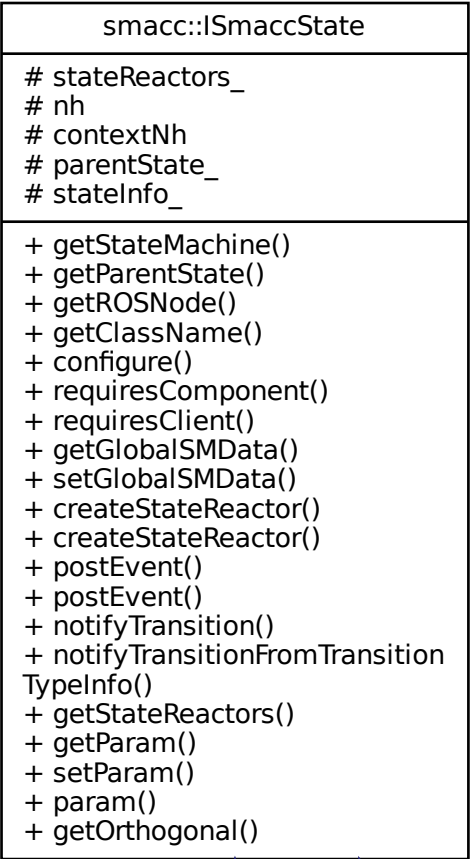 smacc::ISmaccState
# stateReactors_
# nh
# contextNh
# parentState_
# stateInfo_
+ getStateMachine()
+ getParentState()
+ getROSNode()
+ getClassName()
+ configure()
+ requiresComponent()
+ requiresClient()
+ getGlobalSMData()
+ setGlobalSMData()
+ createStateReactor()
+ createStateReactor()
+ postEvent()
+ postEvent()
+ notifyTransition()
+ notifyTransitionFromTransition
TypeInfo()
+ getStateReactors()
+ getParam()
+ setParam()
+ param()
+ getOrthogonal()